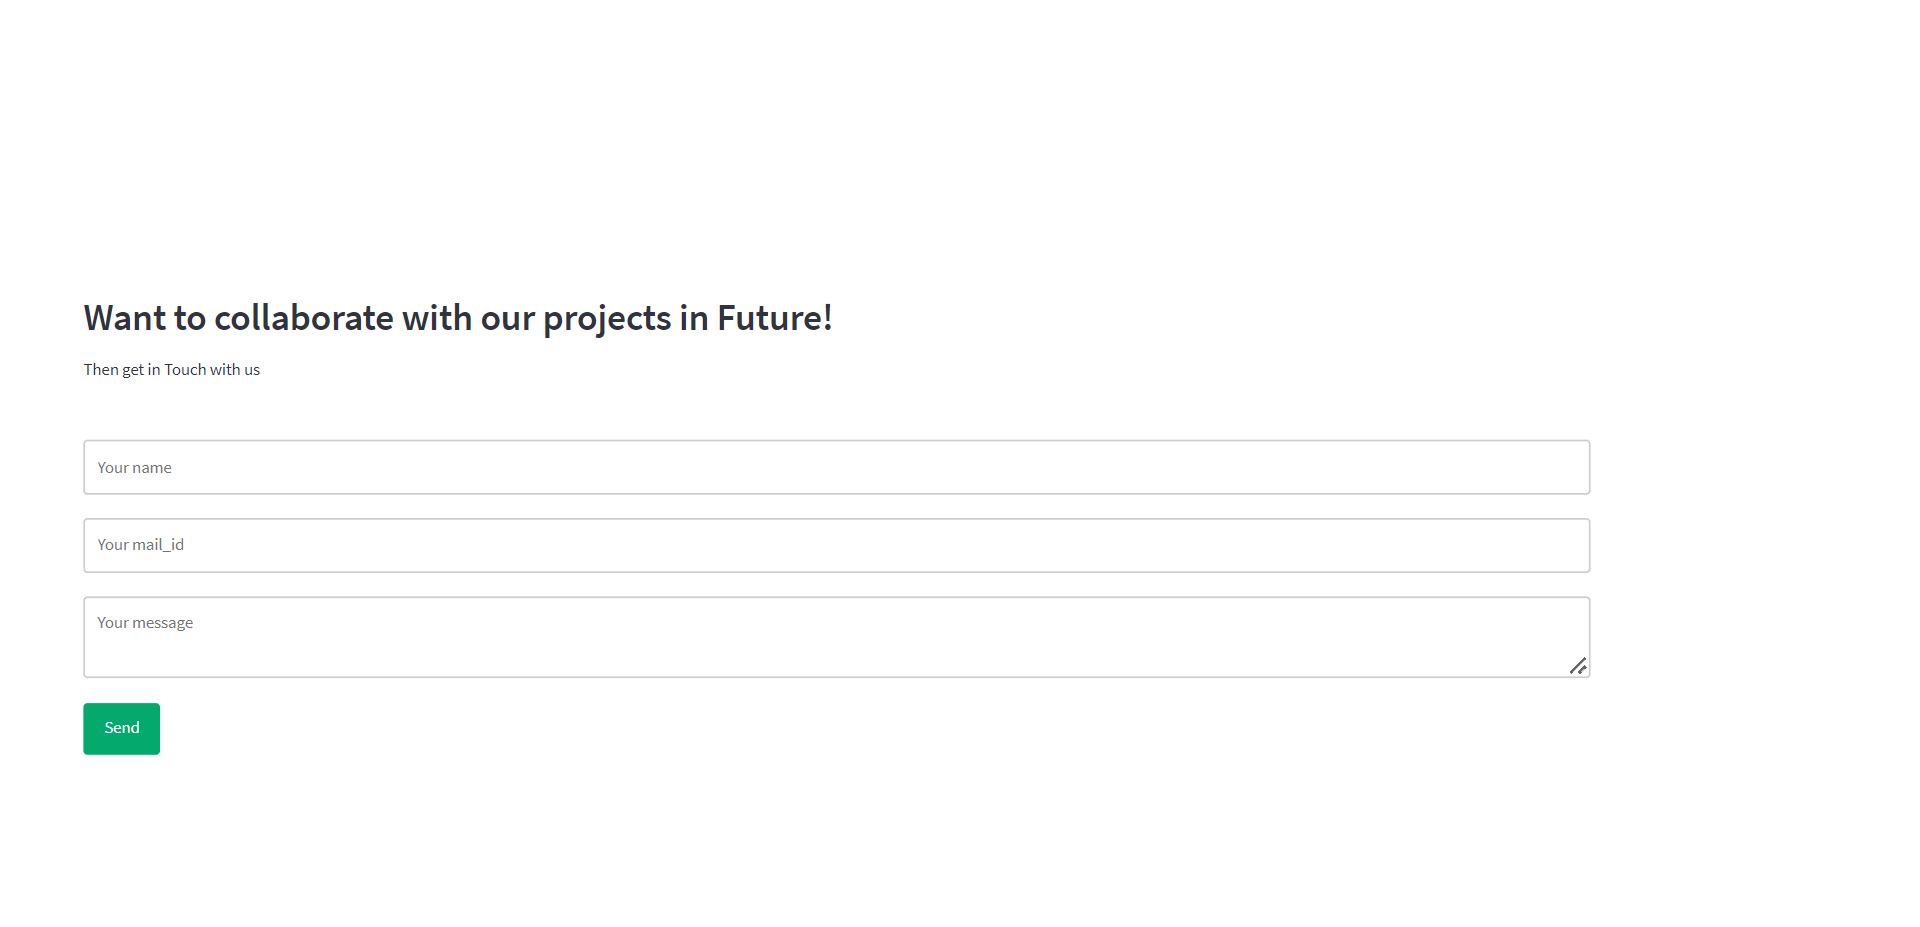 Want to collaborate with our projects in Future!
Then get in Touch with us
Your name
Your mail_id
Your message
Send